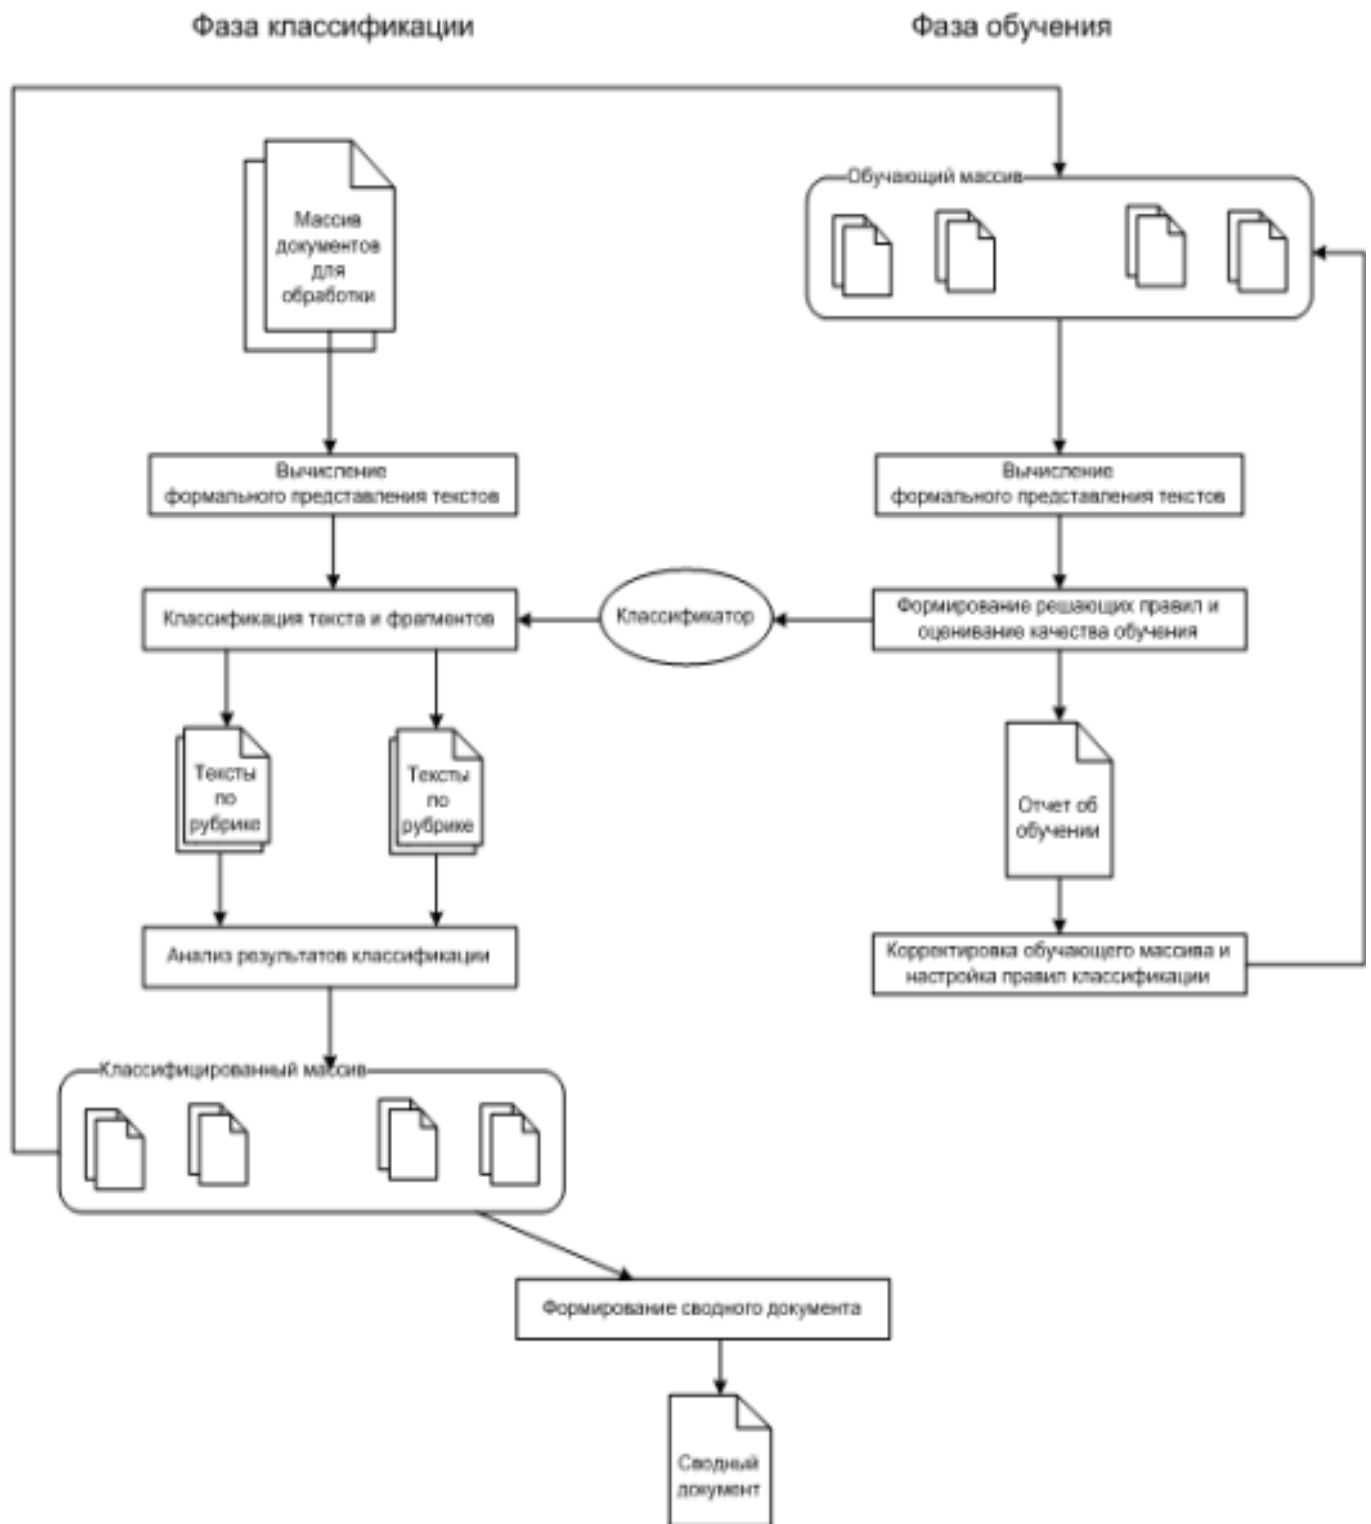 Фаза классификации
Фаза обучения
Массив
документов
для
обработки
Обучающий массив
Вычисление
формального представления текстов
Вычисление
формального представления текстов
Классификация текста и фрагментов
Классификатор
Формирование решающих правил и
оценивание качества обучения
Тексты
по
рубрике
Тексты
по
рубрике
Отчет об
обучении
Анализ результатов классификации
Корректировка обучающего массива и
настройка правил классификации
Классифицированный массив
Формирование сводного документа
Сводный
документ